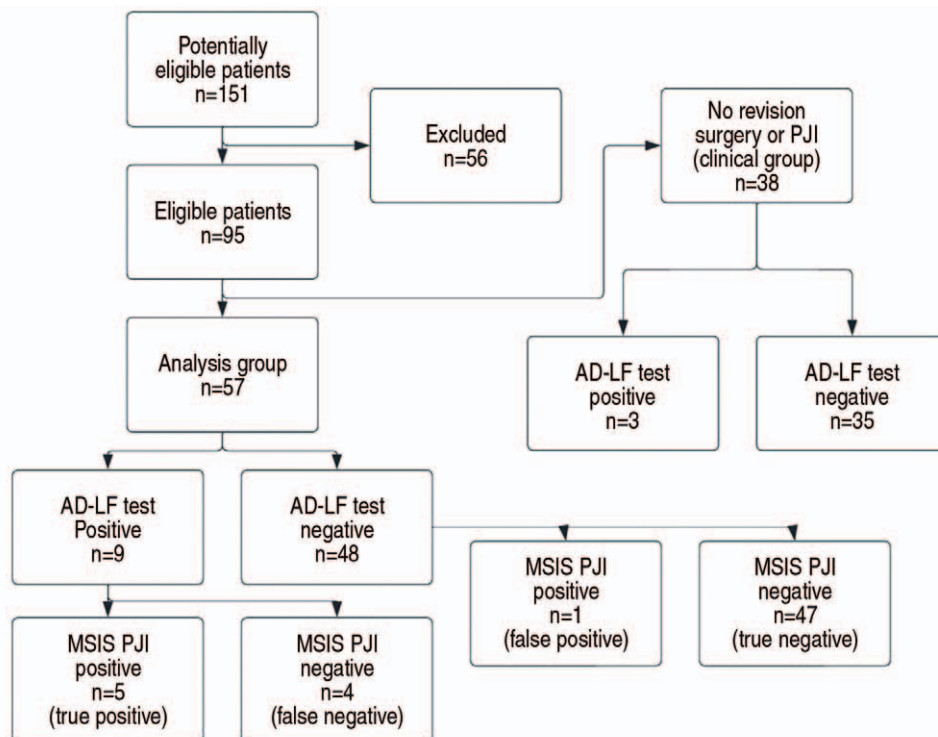 Potentially
eligible patients
n=151
Excluded
n=56
No revision
surgery or PJI
(clinical group)
n=38
Eligible patients
n=95
Analysis group
n=57
AD-LF test
positive
n=3
AD-LF test
negative
n=35
AD-LF test
Positive
n=9
AD-LF test
negative
n=48
MSIS PJI
positive
n=1
(false positive)
MSIS PJI
negative
n=47
(true negative)
MSIS PJI
positive
n=5
(true positive)
MSIS PJI
negative
n=4
(false negative)